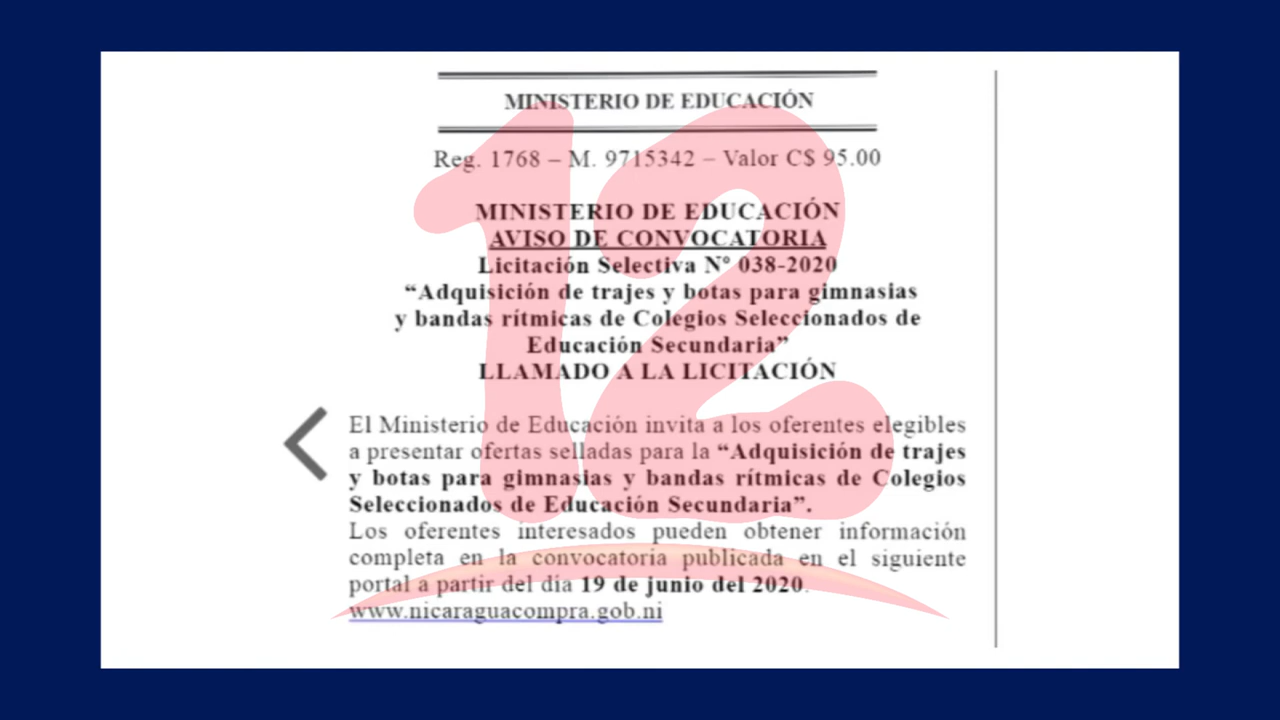 MINISTERIO DE EDUCACIÓN
Reg. 1768 – M. 9715342 – Valor C$ 95.00
MINISTERIO DE EDUCACIÓN
AVISO DE CONVOCATORIA
Licitación Selectiva N° 038-2020
“Adquisición de trajes y botas para gimnasias
y bandas rítmicas de Colegios Seleccionados de
Educación Secundaria”
LLAMADO A LA LICITACIÓN
El Ministerio de Educación invita a los oferentes elegibles
a presentar ofertas selladas para la “Adquisición de trajes
y botas para gimnasias y bandas rítmicas de Colegios
Seleccionados de Educación Secundaria”.
Los oferentes interesados pueden obtener información
completa en la convocatoria publicada en el siguiente
portal a partir del día 19 de junio del 2020.
www.nicaraguacompra.gob.ni
12